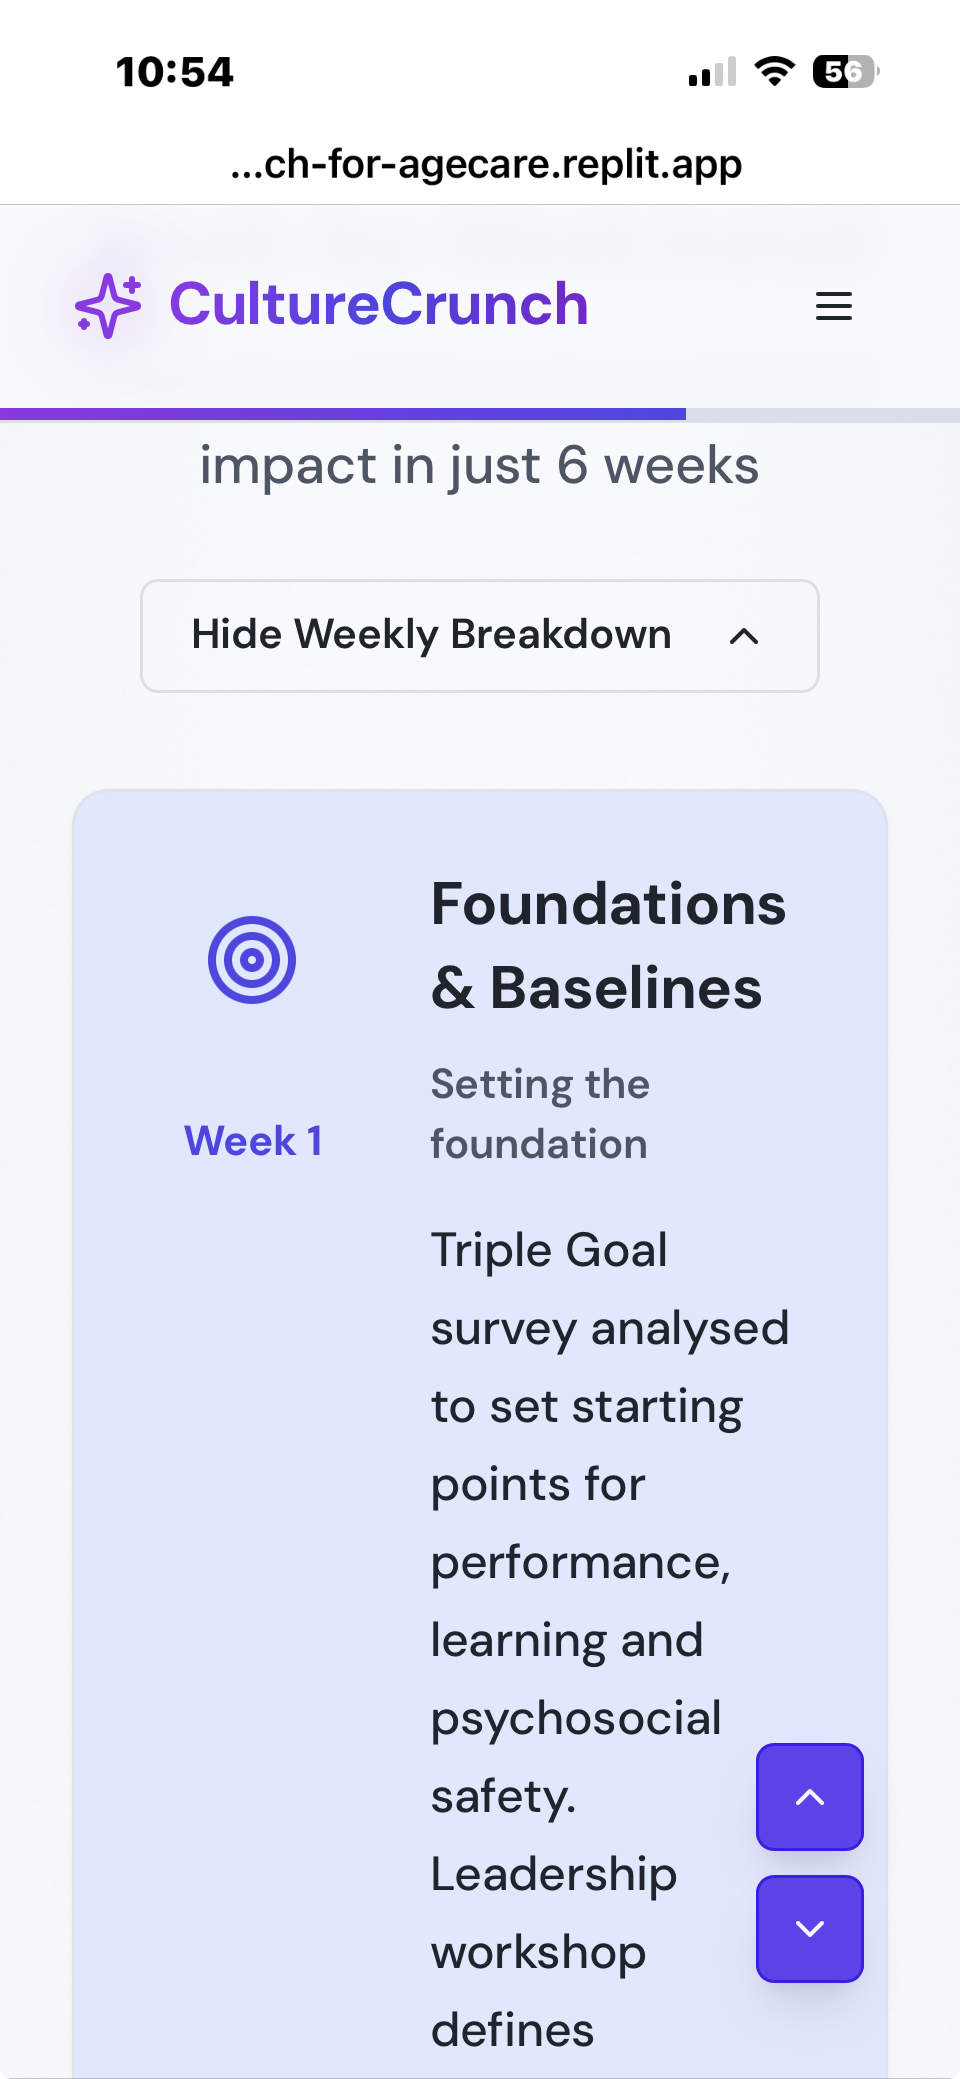 10:54
56
...ch-for-agecare.replit.app
CultureCrunch
impact in just 6 weeks
Hide Weekly Breakdown
Week 1
Foundations
& Baselines
Setting the
foundation
Triple Goal
survey analysed
to set starting
points for
performance,
learning and
psychosocial
safety.
Leadership
workshop
defines